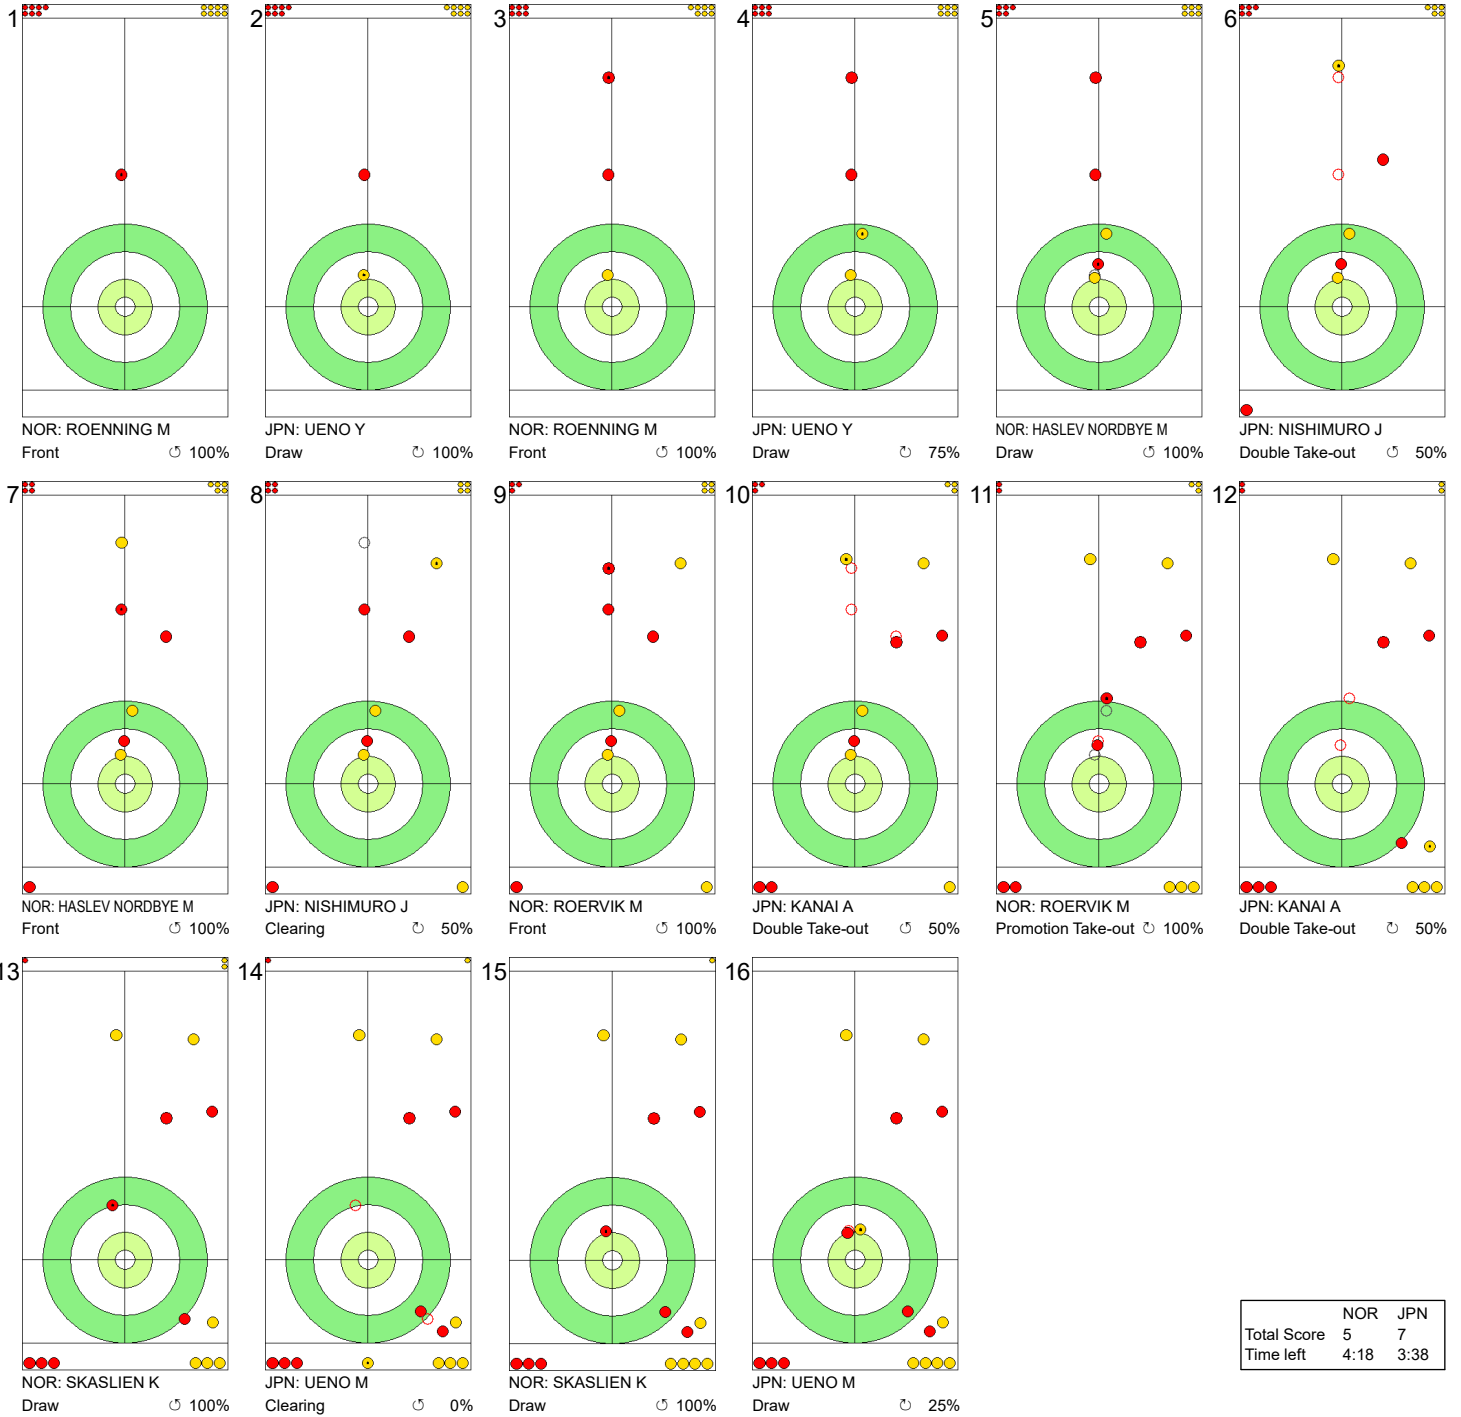 1
2
3
4
5
6
NOR: ROENNING M
Front ↺ 100%
JPN: UENO Y
Draw ↺ 100%
NOR: ROENNING M
Front ↺ 100%
JPN: UENO Y
Draw ↻ 75%
NOR: HASLEV NORDBYE M
Draw ↺ 100%
JPN: NISHIMURO J
Double Take-out ↺ 50%
7
8
9
10
11
12
NOR: HASLEV NORDBYE M
Front ↺ 100%
JPN: NISHIMURO J
Clearing ↻ 50%
NOR: ROERVIK M
Front ↺ 100%
JPN: KANAI A
Double Take-out ↺ 50%
NOR: ROERVIK M
Promotion Take-out ↻ 100%
JPN: KANAI A
Double Take-out ↻ 50%
13
14
15
16
NOR: SKASLIEN K
Draw ↺ 100%
JPN: UENO M
Clearing ↺ 0%
NOR: SKASLIEN K
Draw ↺ 100%
JPN: UENO M
Draw ↻ 25%
NOR JPN
Total Score 5 7
Time left 4:18 3:38